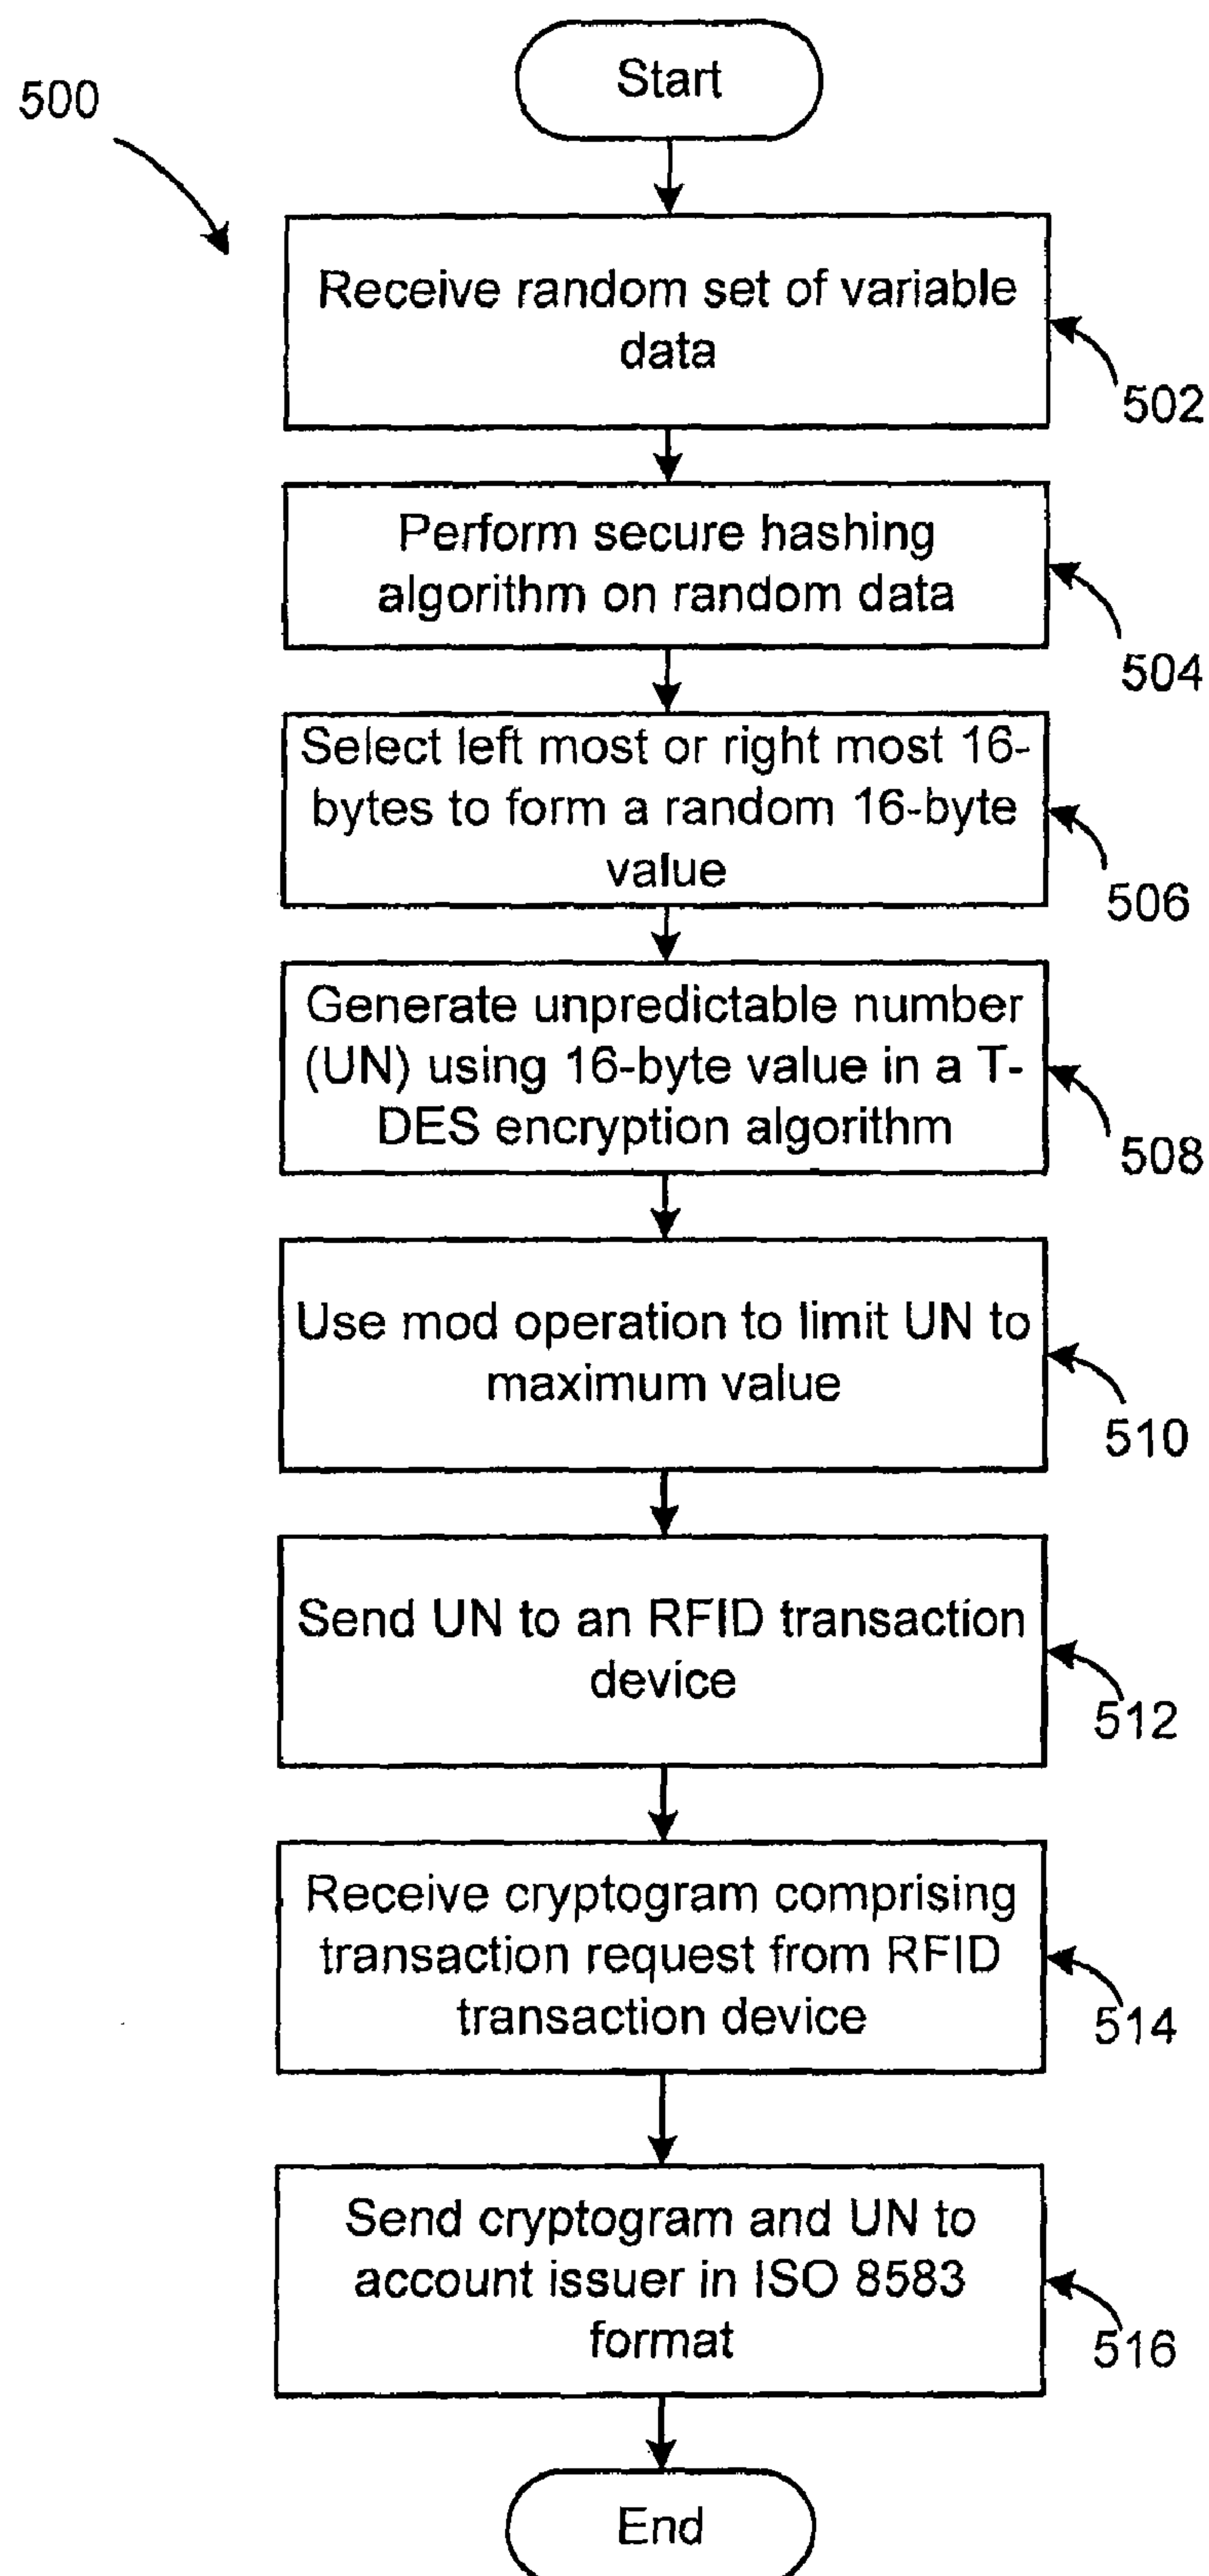 Start
500
Receive random set of variable
data
502
Perform secure hashing
algorithm on random data
504
Select left most or right most 16-
bytes to form a random 16-byte
value
506
Generate unpredictable number
(UN) using 16-byte value in a T-
DES encryption algorithm
508
Use mod operation to limit UN to
maximum value
510
Send UN to an RFID transaction
device
512
Receive cryptogram comprising
transaction request from RFID
transaction device
514
Send cryptogram and UN to
account issuer in ISO 8583
format
516
End